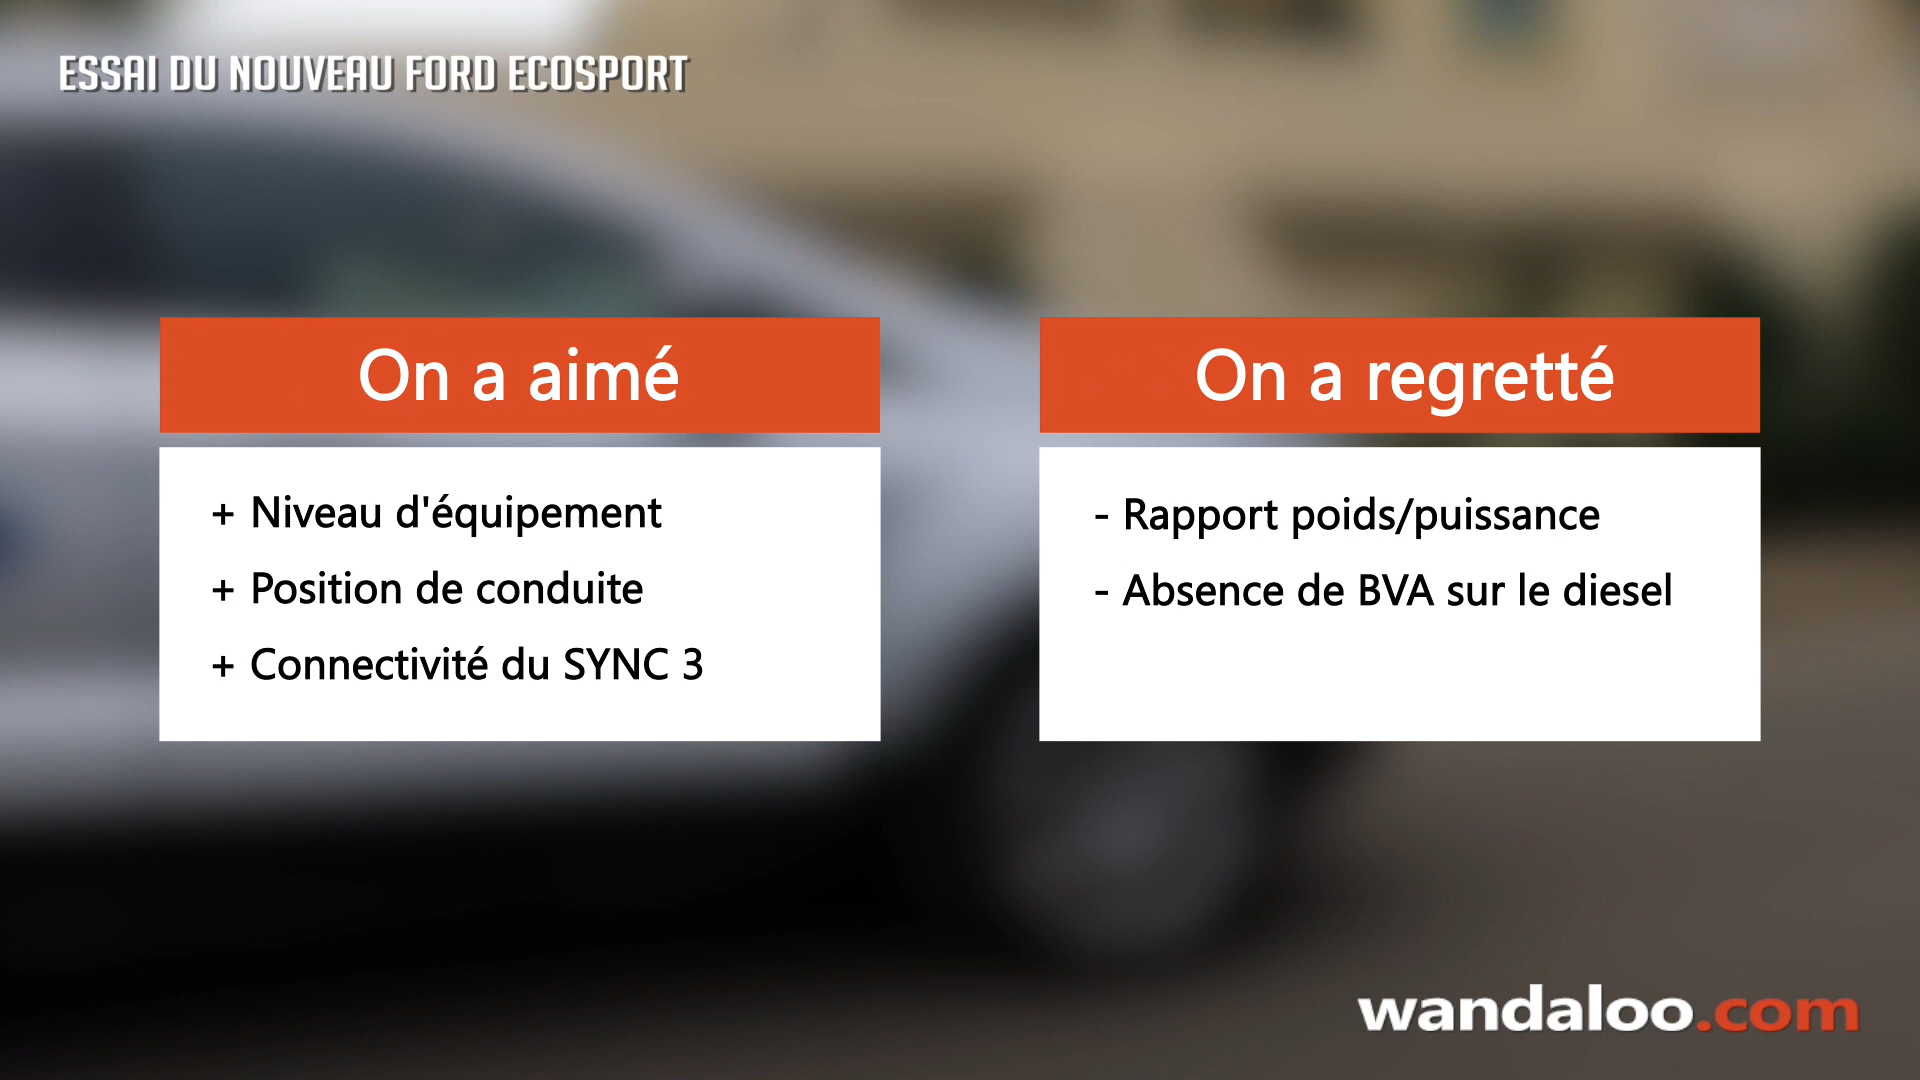 ESSAI DU NOUVEAU FORD ECOSPORT
On a aimé
+ Niveau d'équipement
+ Position de conduite
+ Connectivité du SYNC 3
On a regretté
- Rapport poids/puissance
- Absence de BVA sur le diesel
wandaloo.com